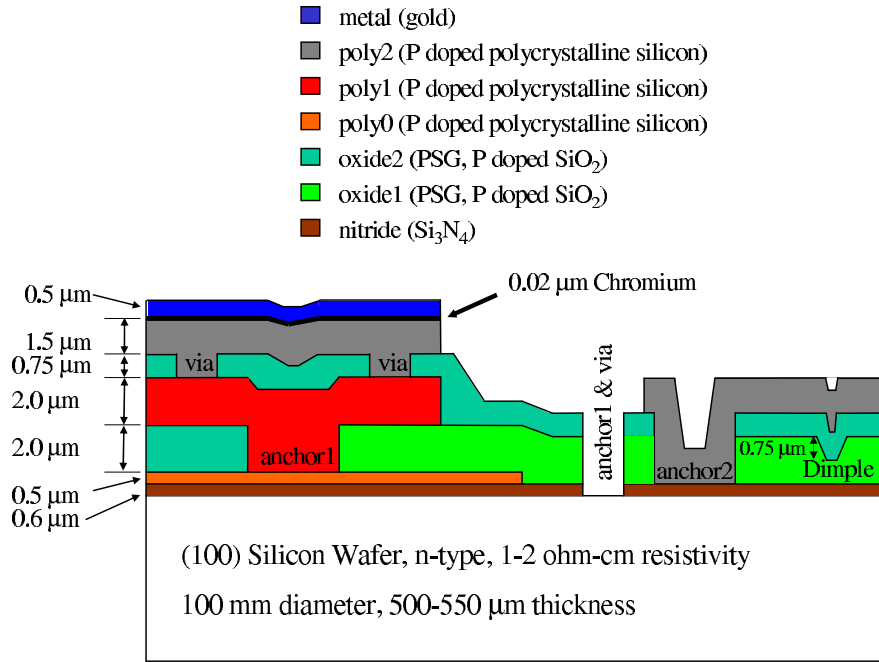 metal (gold)
poly2 (P doped polycrystalline silicon)
poly1 (P doped polycrystalline silicon)
poly0 (P doped polycrystalline silicon)
oxide2 (PSG, P doped SiO₂)
oxide1 (PSG, P doped SiO₂)
nitride (Si₃N₄)
0.02 μm Chromium
0.5 μm
1.5 μm
0.75 μm
2.0 μm
2.0 μm
0.5 μm
0.6 μm
via
via
anchor1
anchor1 & via
anchor2
0.75 μm
Dimple
(100) Silicon Wafer, n-type, 1-2 ohm-cm resistivity
100 mm diameter, 500-550 μm thickness